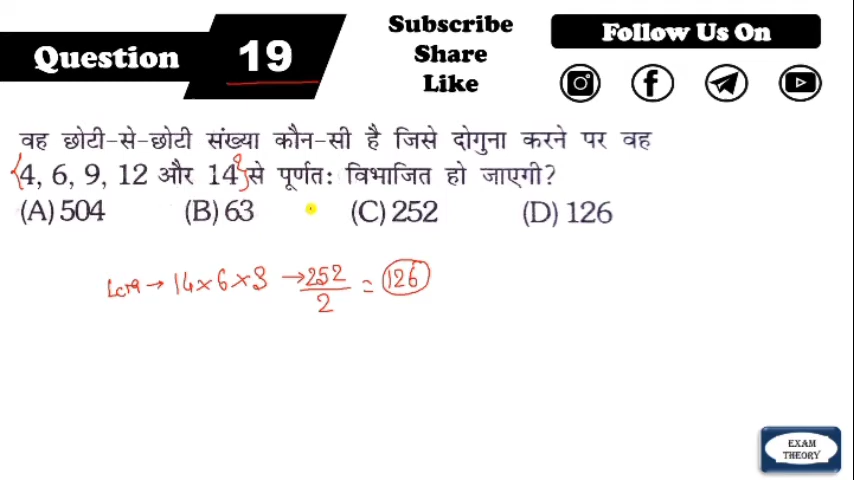 Question 19
Subscribe
Share
Like
Follow Us On
वह छोटी-से-छोटी संख्या कौन-सी है जिसे दोगुना करने पर वह
4, 6, 9, 12 और 14 से पूर्णत: विभाजित हो जाएगी?
(A) 504 (B) 63 (C) 252 (D) 126
Lcm → 14×6×3 → 252/2 = 126
EXAM
THEORY